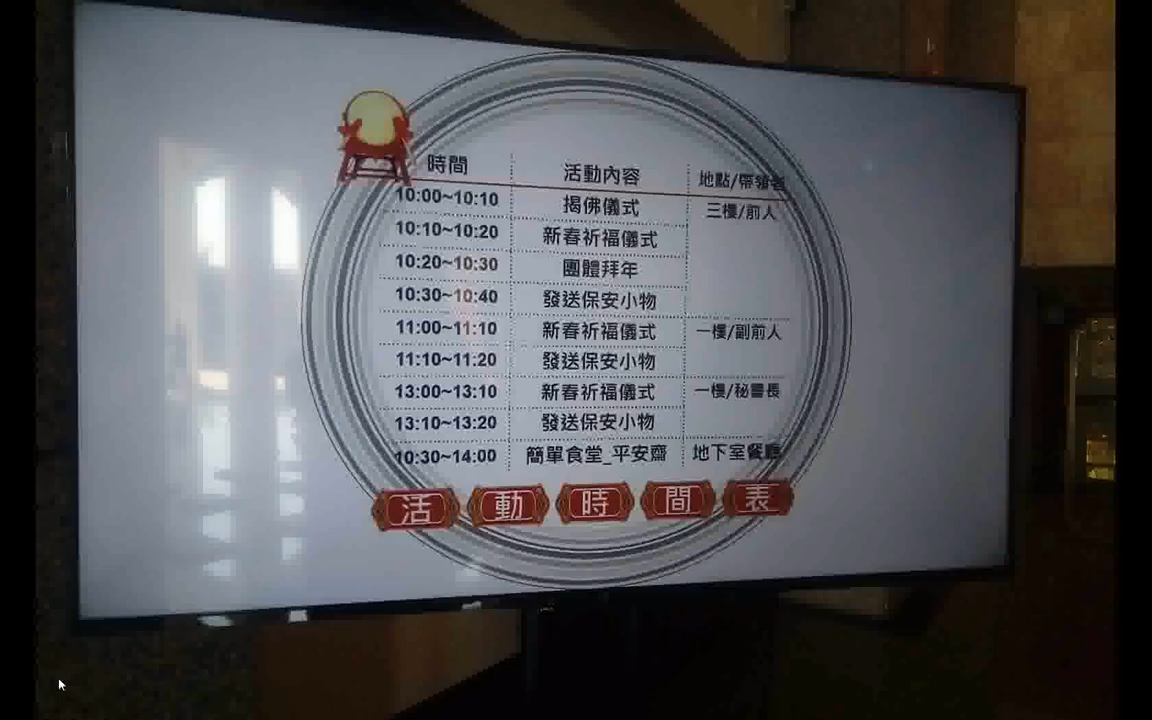 時間 活動內容 地點/帶領者
10:00~10:10 揭佛儀式 三樓/前人
10:10~10:20 新春祈福儀式
10:20~10:30 團體拜年
10:30~10:40 發送保安小物
11:00~11:10 新春祈福儀式 一樓/副前人
11:10~11:20 發送保安小物
13:00~13:10 新春祈福儀式 一樓/秘書長
13:10~13:20 發送保安小物
10:30~14:00 簡單食堂_平安齋 地下室餐廳
活動時間表